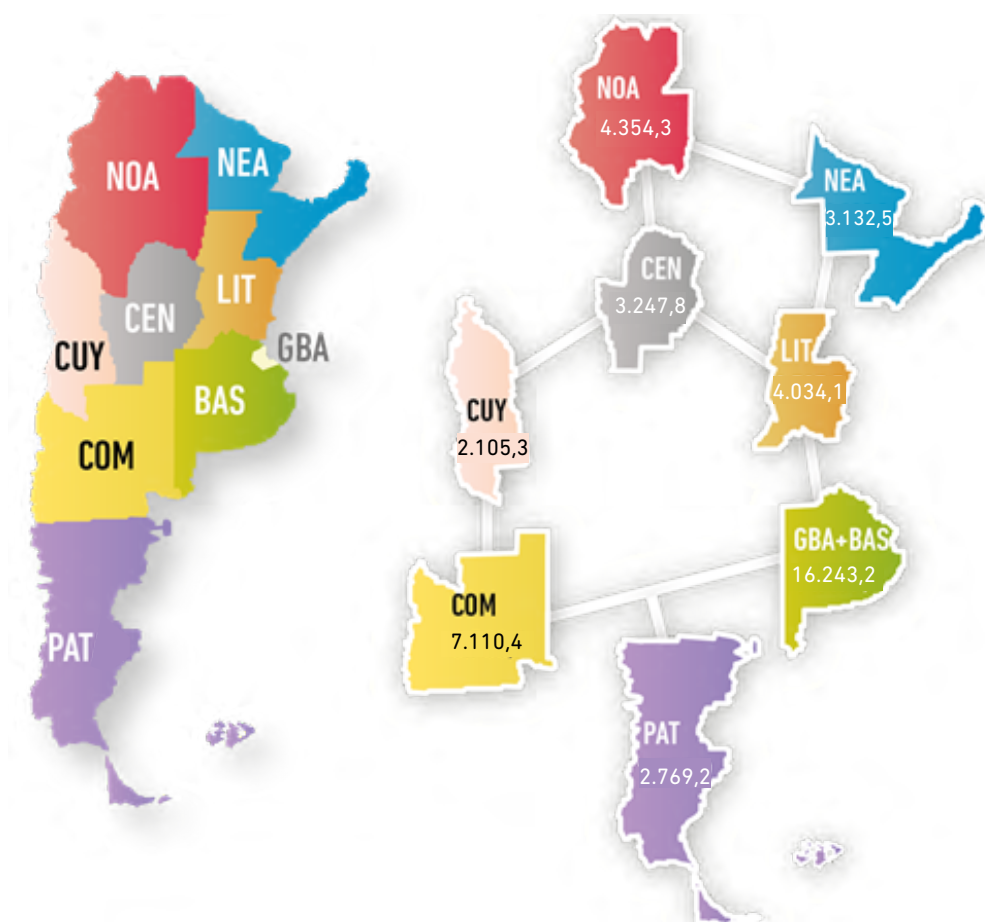 NOA
NEA
LIT
CEN
GBA
CUY
BAS
COM
PAT
NOA
4.354,3
NEA
3.132,5
CEN
3.247,8
LIT
4.034,1
CUY
2.105,3
GBA+BAS
16.243,2
COM
7.110,4
PAT
2.769,2